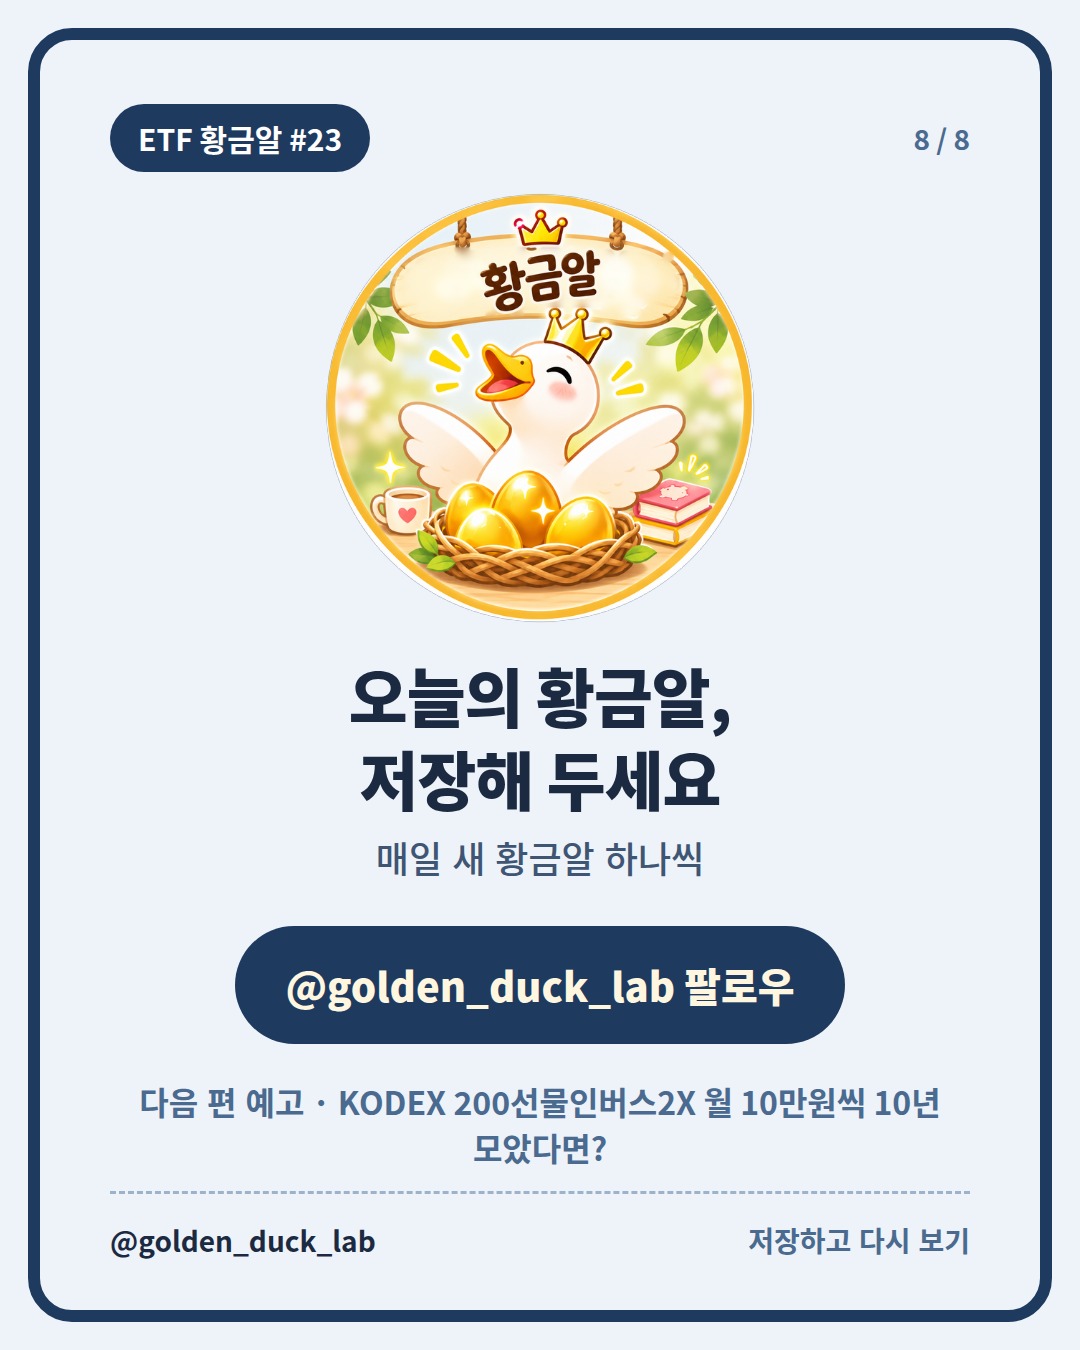 ETF 황금알 #23
8 / 8
황금알
오늘의 황금알,
저장해 두세요
매일 새 황금알 하나씩
@golden_duck_lab 팔로우
다음 편 예고 · KODEX 200선물인버스2X 월 10만원씩 10년
모았다면?
@golden_duck_lab
저장하고 다시 보기